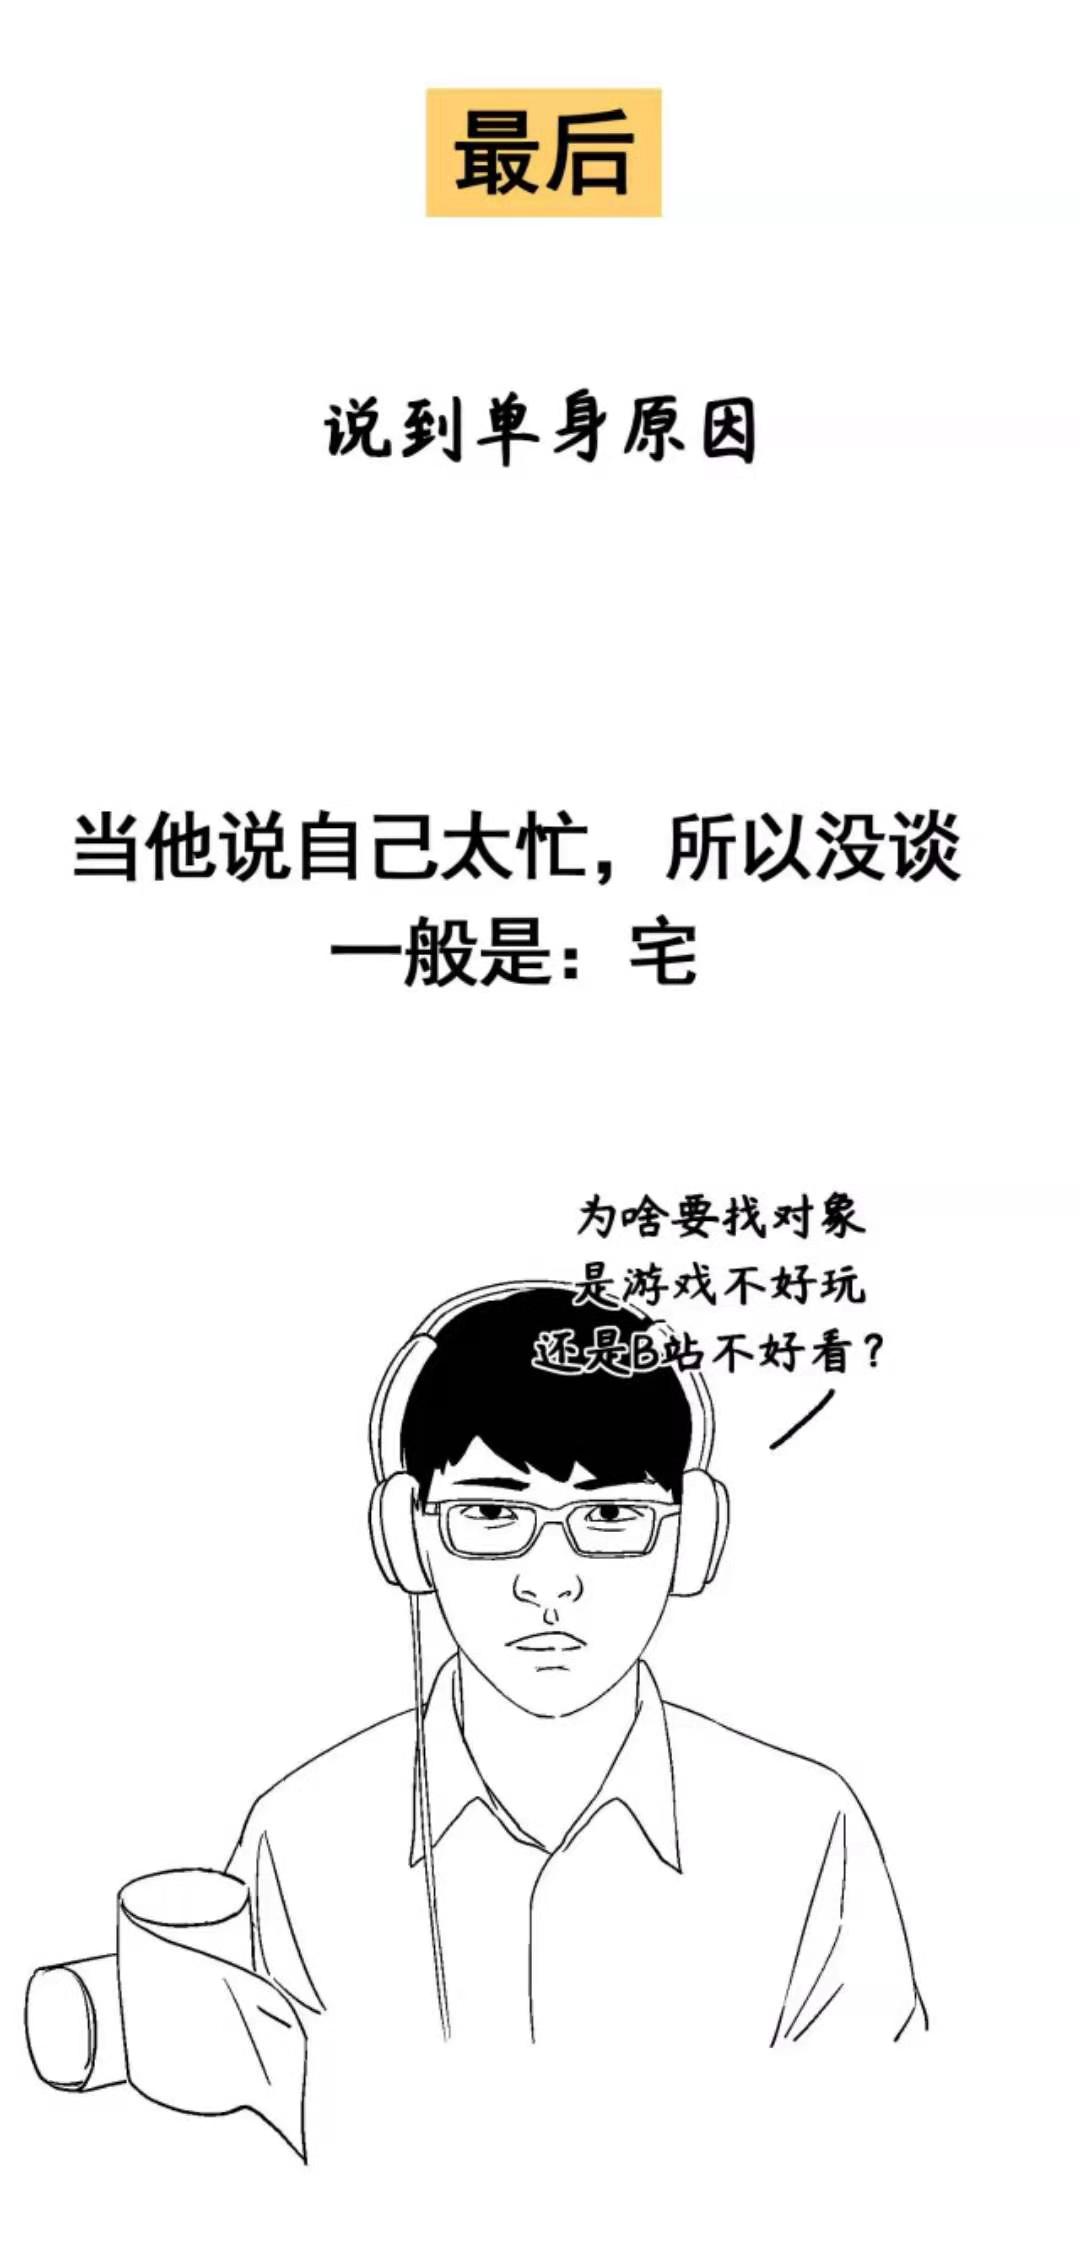 最后
说到单身原因
当他说自己太忙，所以没谈
一般是：宅
为啥要找对象
是游戏不好玩
还是B站不好看？